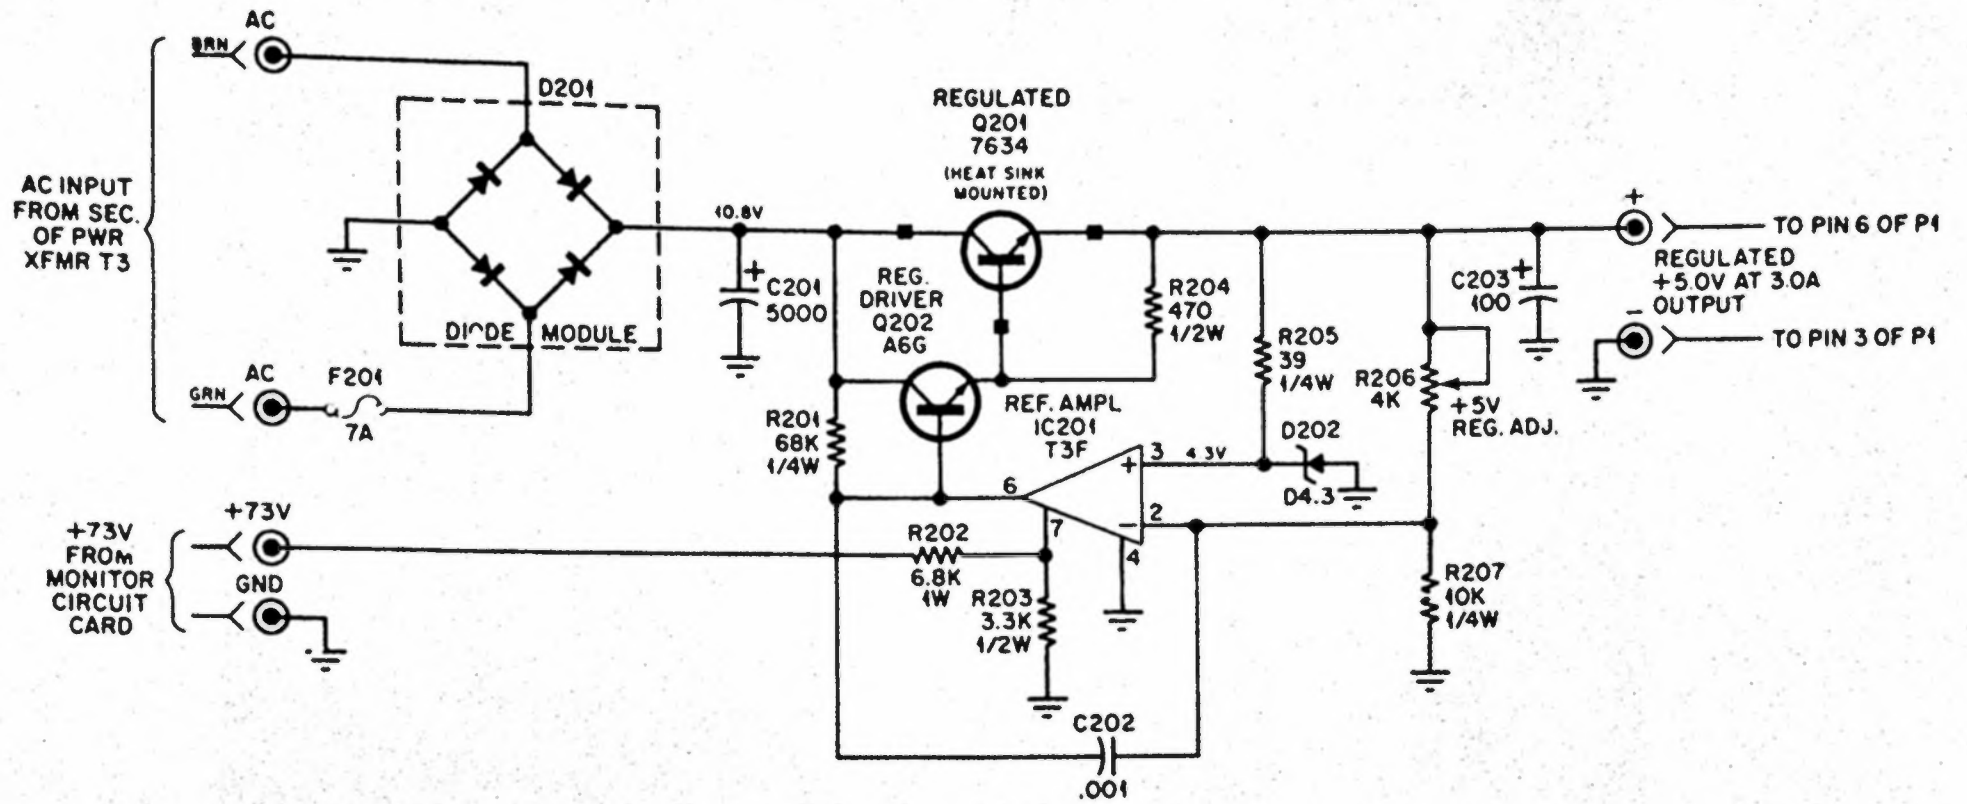 AC
BRN
D201
AC INPUT
FROM SEC.
OF PWR
XFMR T3
DIODE MODULE
AC
GRN
F201
7A
10.8V
C201
5000
REGULATED
Q201
7634
(HEAT SINK
MOUNTED)
REG.
DRIVER
Q202
A6G
R204
470
1/2W
R205
39
1/4W
R206
4K
+5V
REG. ADJ.
C203
100
+
+
+
TO PIN 6 OF P1
REGULATED
+5.0V AT 3.0A
OUTPUT
-
TO PIN 3 OF P1
R201
68K
1/4W
REF. AMPL
IC201
T3F
3
4.3V
+
6
-
2
7
4
D202
D4.3
+73V
FROM
MONITOR
CIRCUIT
CARD
+73V
GND
R202
6.8K
1W
R203
3.3K
1/2W
R207
10K
1/4W
C202
.001